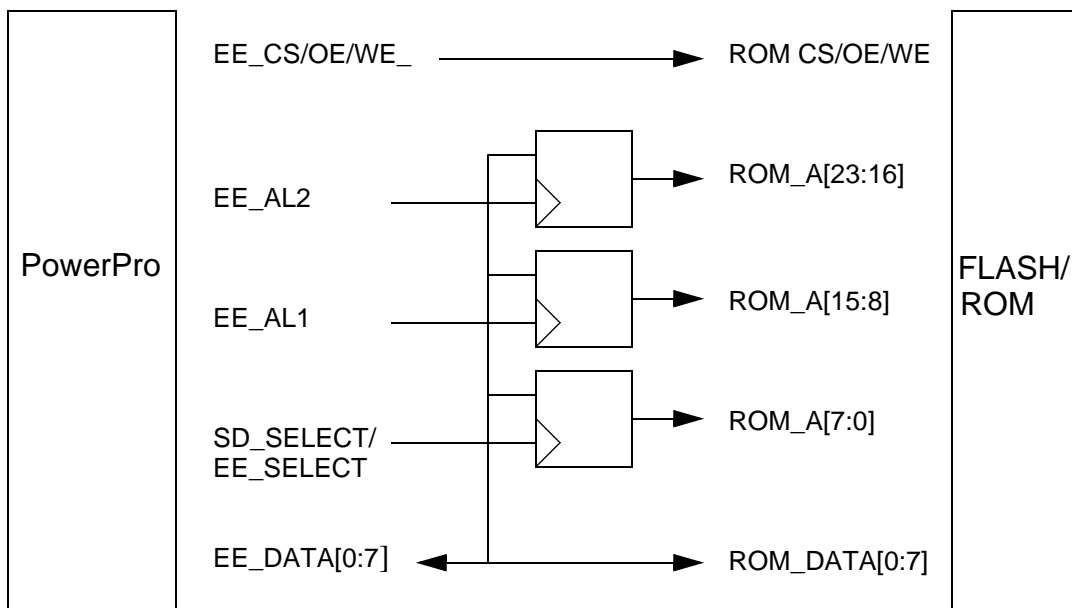 EE_CS/OE/WE_
ROM CS/OE/WE
ROM_A[23:16]
EE_AL2
PowerPro
FLASH/
ROM
ROM_A[15:8]
EE_AL1
ROM_A[7:0]
SD_SELECT/
EE_SELECT
EE_DATA[0:7]
ROM_DATA[0:7]